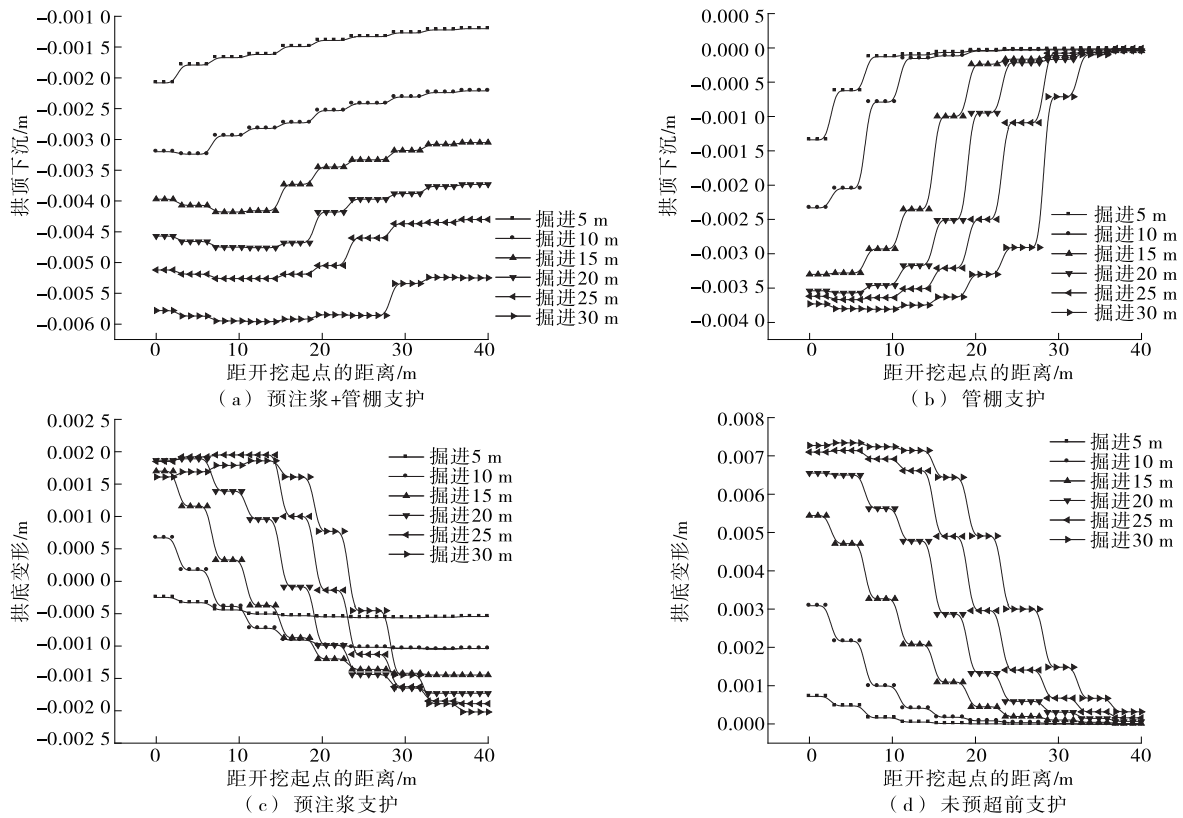 -0.001 0
-0.001 5
-0.002 0
-0.002 5
-0.003 0
-0.003 5
-0.004 0
-0.004 5
-0.005 0
-0.005 5
-0.006 0
拱顶下沉/m
掘进5 m
掘进10 m
掘进15 m
掘进20 m
掘进25 m
掘进30 m
0 10 20 30 40
距开挖起点的距离/m
（a）预注浆+管棚支护
0.000 5
0.000 0
-0.000 5
-0.001 0
-0.001 5
-0.002 0
-0.002 5
-0.003 0
-0.003 5
-0.004 0
拱顶下沉/m
掘进5 m
掘进10 m
掘进15 m
掘进20 m
掘进25 m
掘进30 m
0 10 20 30 40
距开挖起点的距离/m
（b）管棚支护
0.002 5
0.002 0
0.001 5
0.001 0
0.000 5
0.000 0
-0.000 5
-0.001 0
-0.001 5
-0.002 0
-0.002 5
拱底变形/m
掘进5 m
掘进10 m
掘进15 m
掘进20 m
掘进25 m
掘进30 m
0 10 20 30 40
距开挖起点的距离/m
（c）预注浆支护
0.008
0.007
0.006
0.005
0.004
0.003
0.002
0.001
0.000
拱底变形/m
掘进5 m
掘进10 m
掘进15 m
掘进20 m
掘进25 m
掘进30 m
0 10 20 30 40
距开挖起点的距离/m
（d）未预超前支护